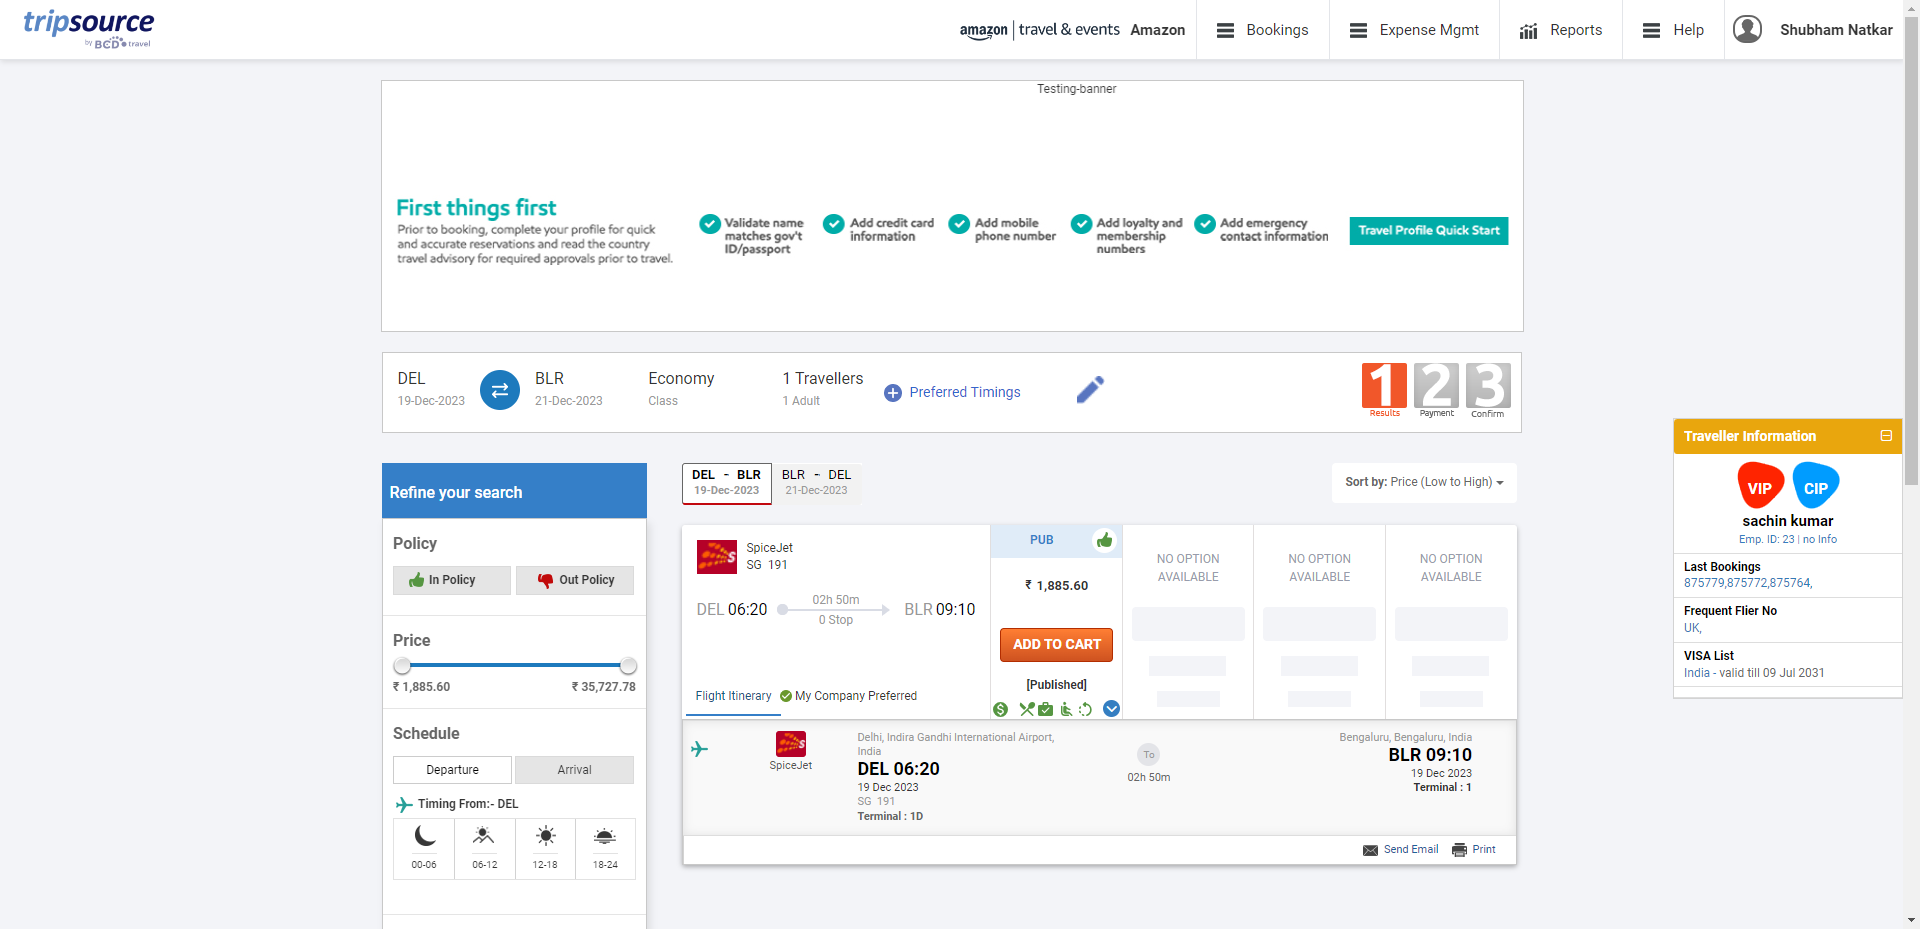 tripsource
by BCD travel
amazon | travel & events Amazon
Bookings
Expense Mgmt
Reports
Help
Shubham Natkar
Testing-banner
First things first
Prior to booking, complete your profile for quick
and accurate reservations and read the country
travel advisory for required approvals prior to travel.
Validate name
matches gov't
ID/passport
Add credit card
information
Add mobile
phone number
Add loyalty and
membership
numbers
Add emergency
contact information
Travel Profile Quick Start
DEL
19-Dec-2023
BLR
21-Dec-2023
Economy
Class
1 Travellers
1 Adult
Preferred Timings
1
Results
2
Payment
3
Confirm
Traveller Information
VIP
CIP
sachin kumar
Emp. ID: 23 | no Info
Last Bookings
875779,875772,875764,
Frequent Flier No
UK,
VISA List
India - valid till 09 Jul 2031
Refine your search
Policy
In Policy
Out Policy
Price
₹ 1,885.60
₹ 35,727.78
Schedule
Departure
Arrival
Timing From:- DEL
00-06
06-12
12-18
18-24
DEL - BLR
19-Dec-2023
BLR - DEL
21-Dec-2023
Sort by: Price (Low to High)
SpiceJet
SG 191
DEL 06:20
02h 50m
0 Stop
BLR 09:10
Flight Itinerary
My Company Preferred
PUB
₹ 1,885.60
ADD TO CART
[Published]
NO OPTION
AVAILABLE
NO OPTION
AVAILABLE
NO OPTION
AVAILABLE
SpiceJet
Delhi, Indira Gandhi International Airport,
India
DEL 06:20
19 Dec 2023
SG 191
Terminal : 1D
To
02h 50m
Bengaluru, Bengaluru, India
BLR 09:10
19 Dec 2023
Terminal : 1
Send Email
Print